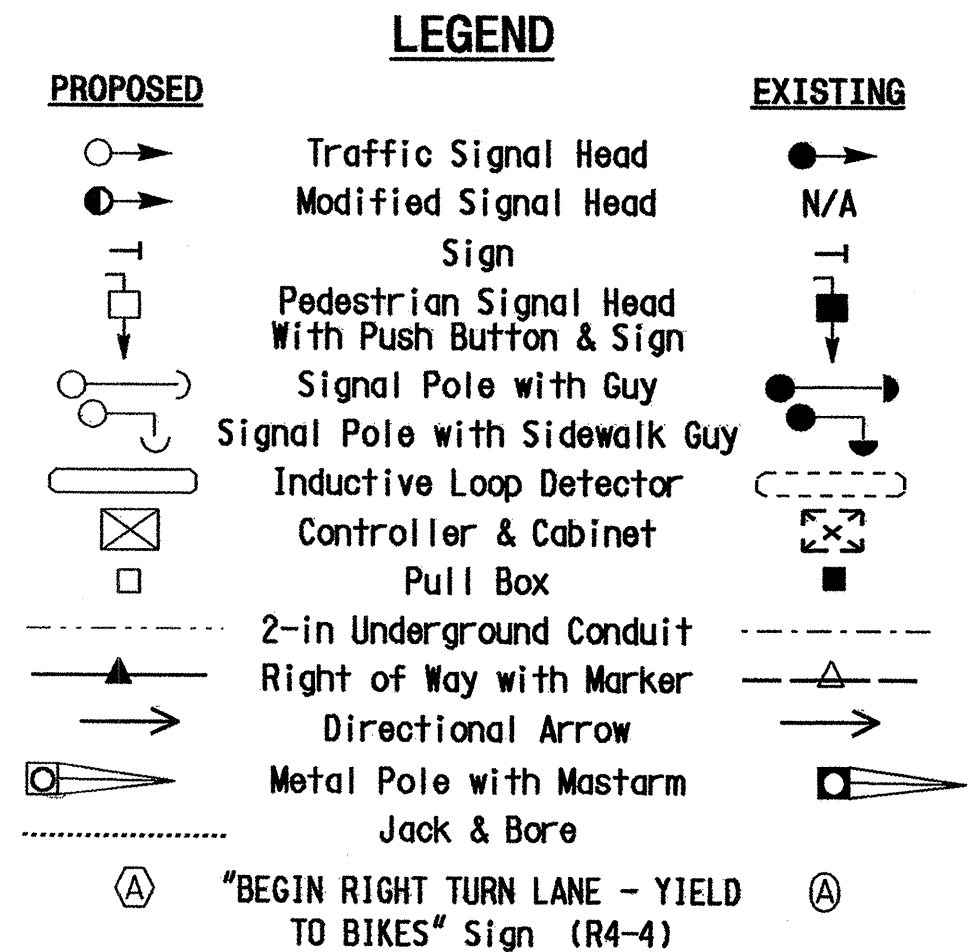 LEGEND
PROPOSED EXISTING
Traffic Signal Head
Modified Signal Head N/A
Sign
Pedestrian Signal Head
With Push Button & Sign
Signal Pole with Guy
Signal Pole with Sidewalk Guy
Inductive Loop Detector
Controller & Cabinet
Pull Box
2-in Underground Conduit
Right of Way with Marker
Directional Arrow
Metal Pole with Mastarm
Jack & Bore
A "BEGIN RIGHT TURN LANE - YIELD A
TO BIKES" Sign (R4-4)